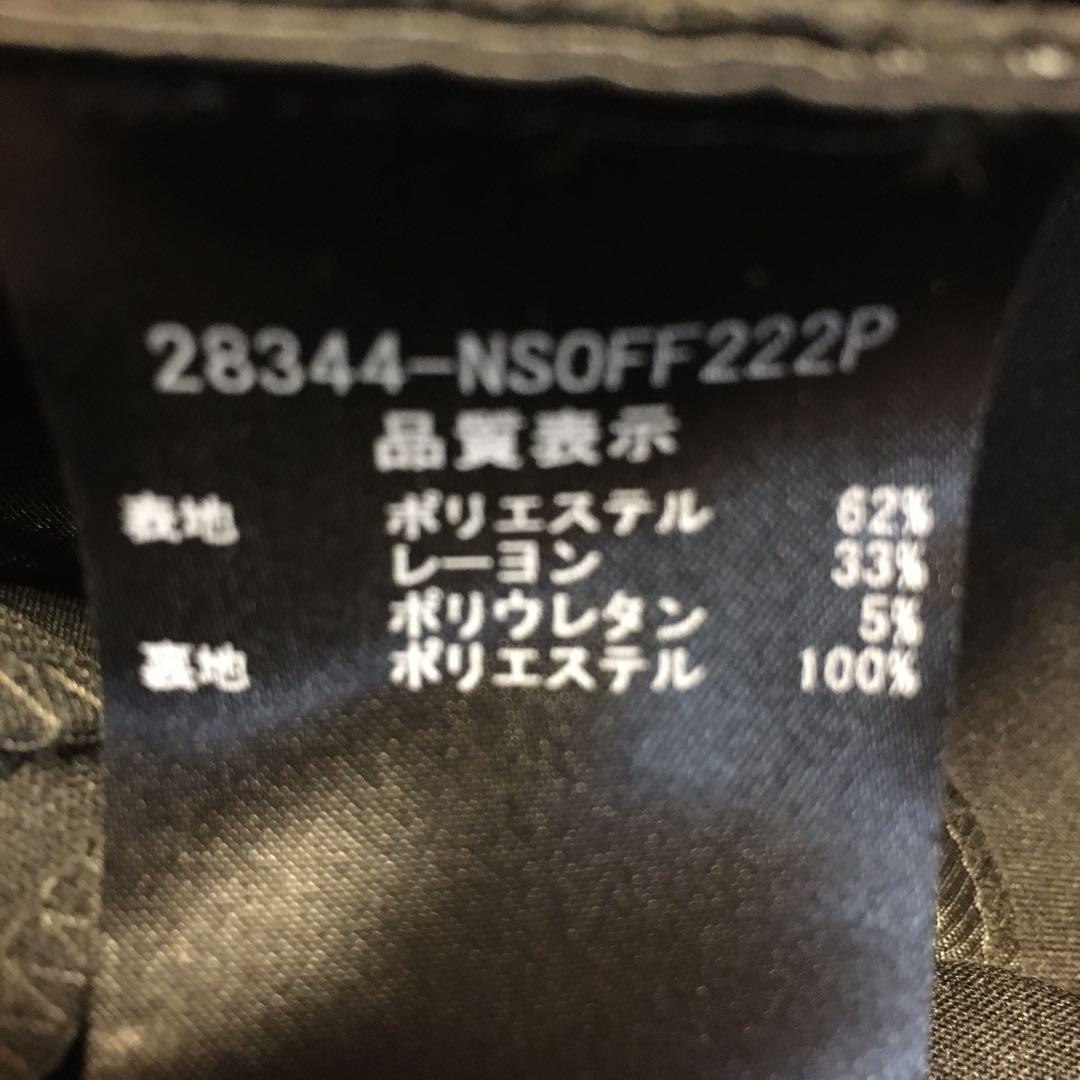 28344-NSOFF222P
品質表示
表地 ポリエステル 62%
レーヨン 33%
ポリウレタン 5%
裏地 ポリエステル 100%